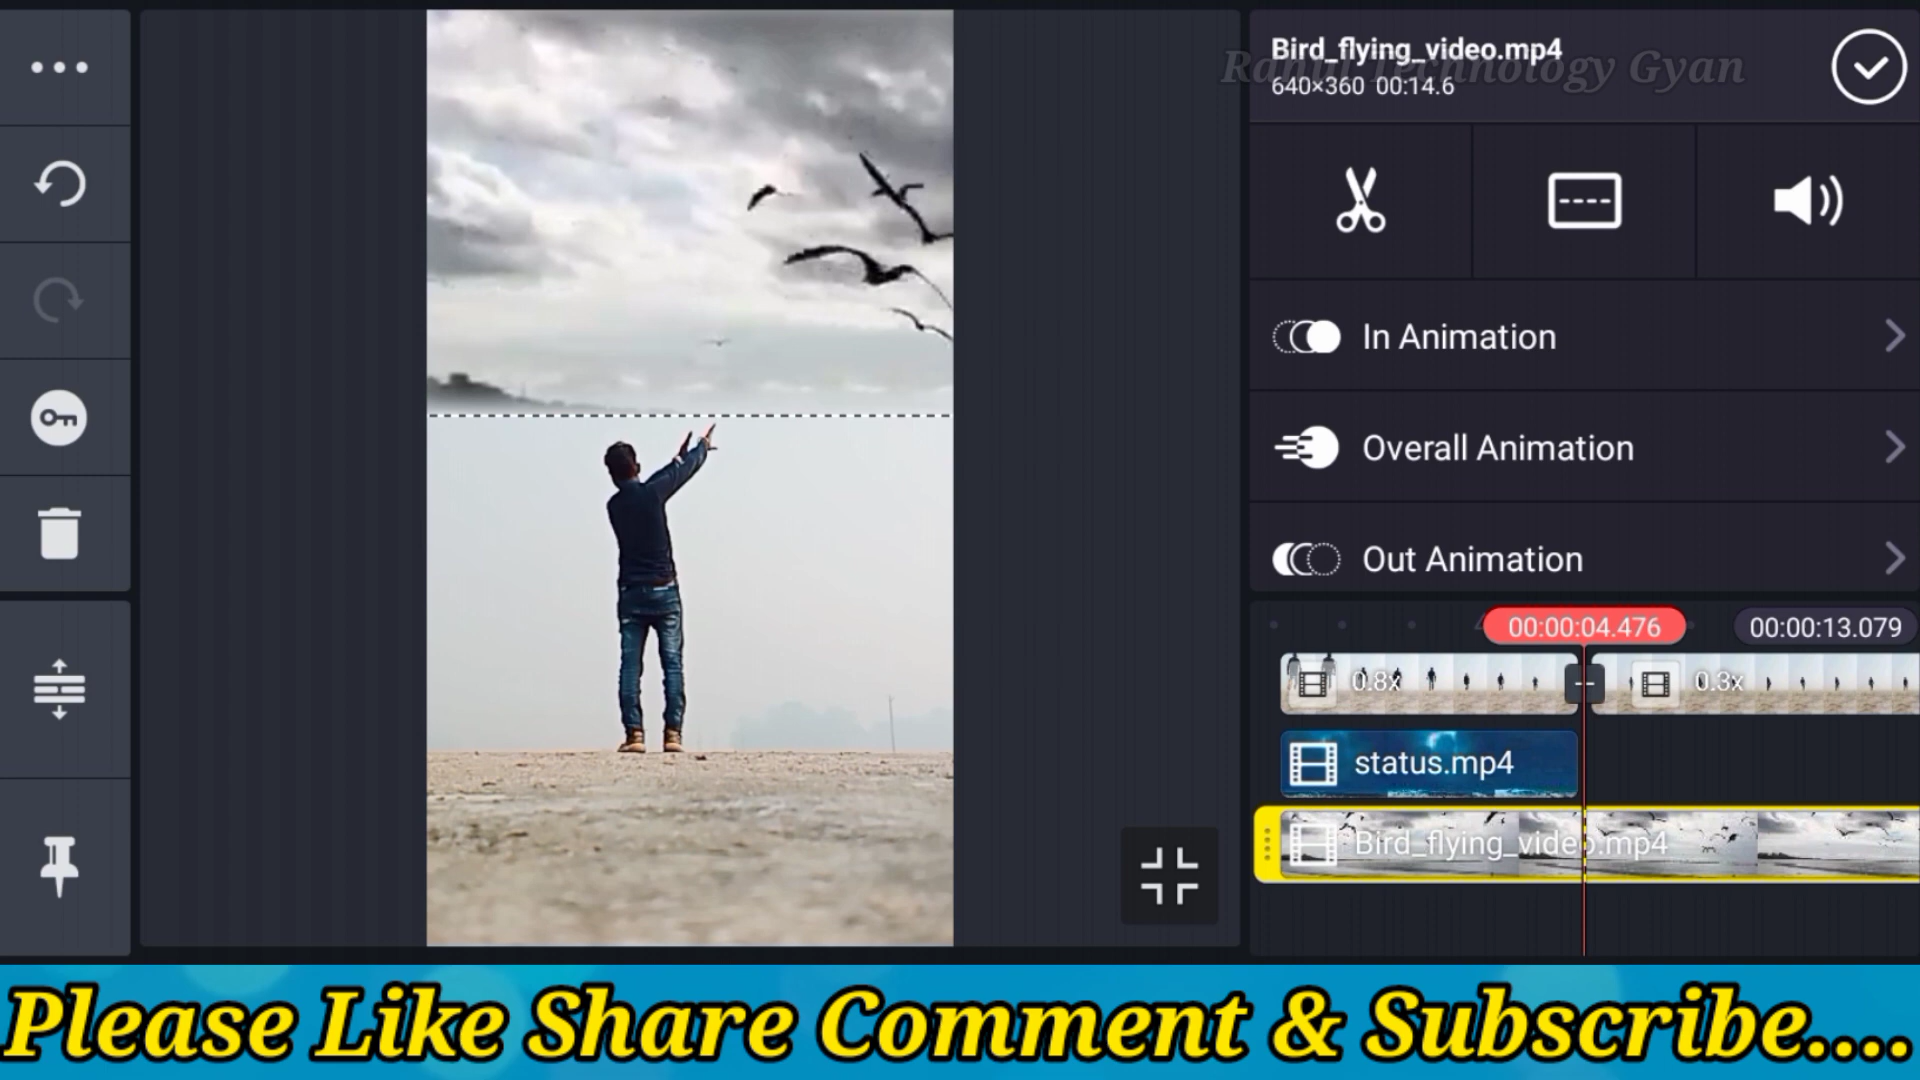 Bird_flying_video.mp4
640×360 00:14.6
In Animation
Overall Animation
Out Animation
00:00:04.476
00:00:13.079
0.8x
0.3x
status.mp4
Bird_flying_video.mp4
Please Like Share Comment & Subscribe....